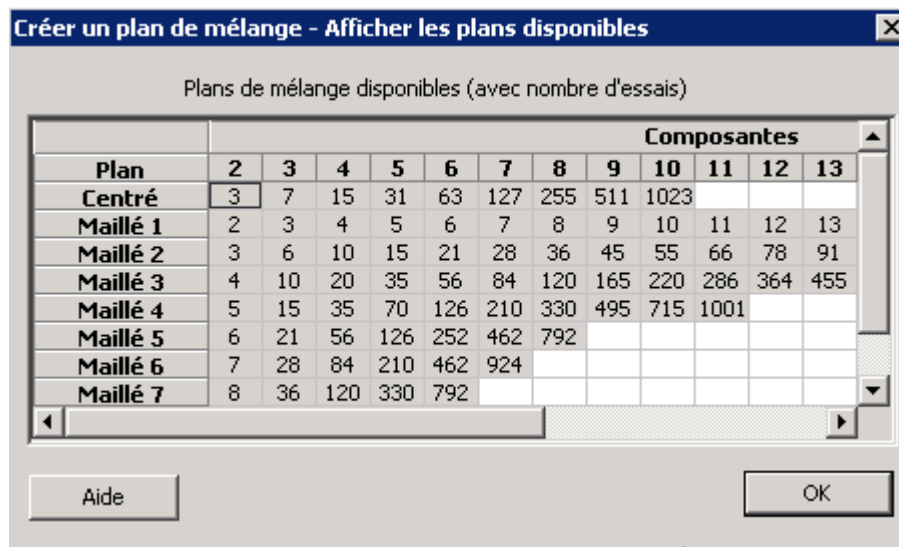 Créer un plan de mélange - Afficher les plans disponibles
Plans de mélange disponibles (avec nombre d'essais)
Composantes
Plan 2 3 4 5 6 7 8 9 10 11 12 13
Centré 3 7 15 31 63 127 255 511 1023
Maillé 1 2 3 4 5 6 7 8 9 10 11 12 13
Maillé 2 3 6 10 15 21 28 36 45 55 66 78 91
Maillé 3 4 10 20 35 56 84 120 165 220 286 364 455
Maillé 4 5 15 35 70 126 210 330 495 715 1001
Maillé 5 6 21 56 126 252 462 792
Maillé 6 7 28 84 210 462 924
Maillé 7 8 36 120 330 792
Aide OK